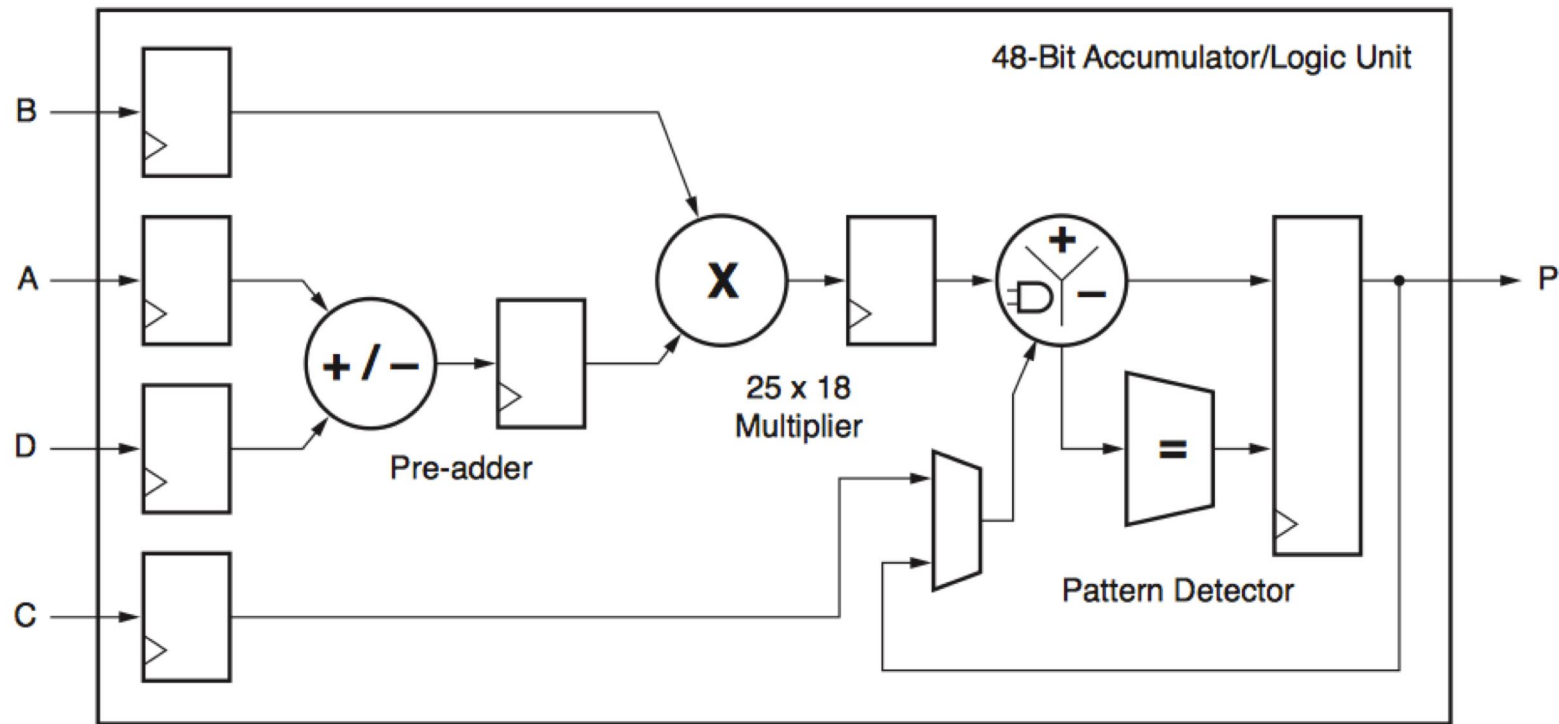 48-Bit Accumulator/Logic Unit
B
A
+ / –
D
Pre-adder
X
25 x 18
Multiplier
+
–
=
P
C
Pattern Detector